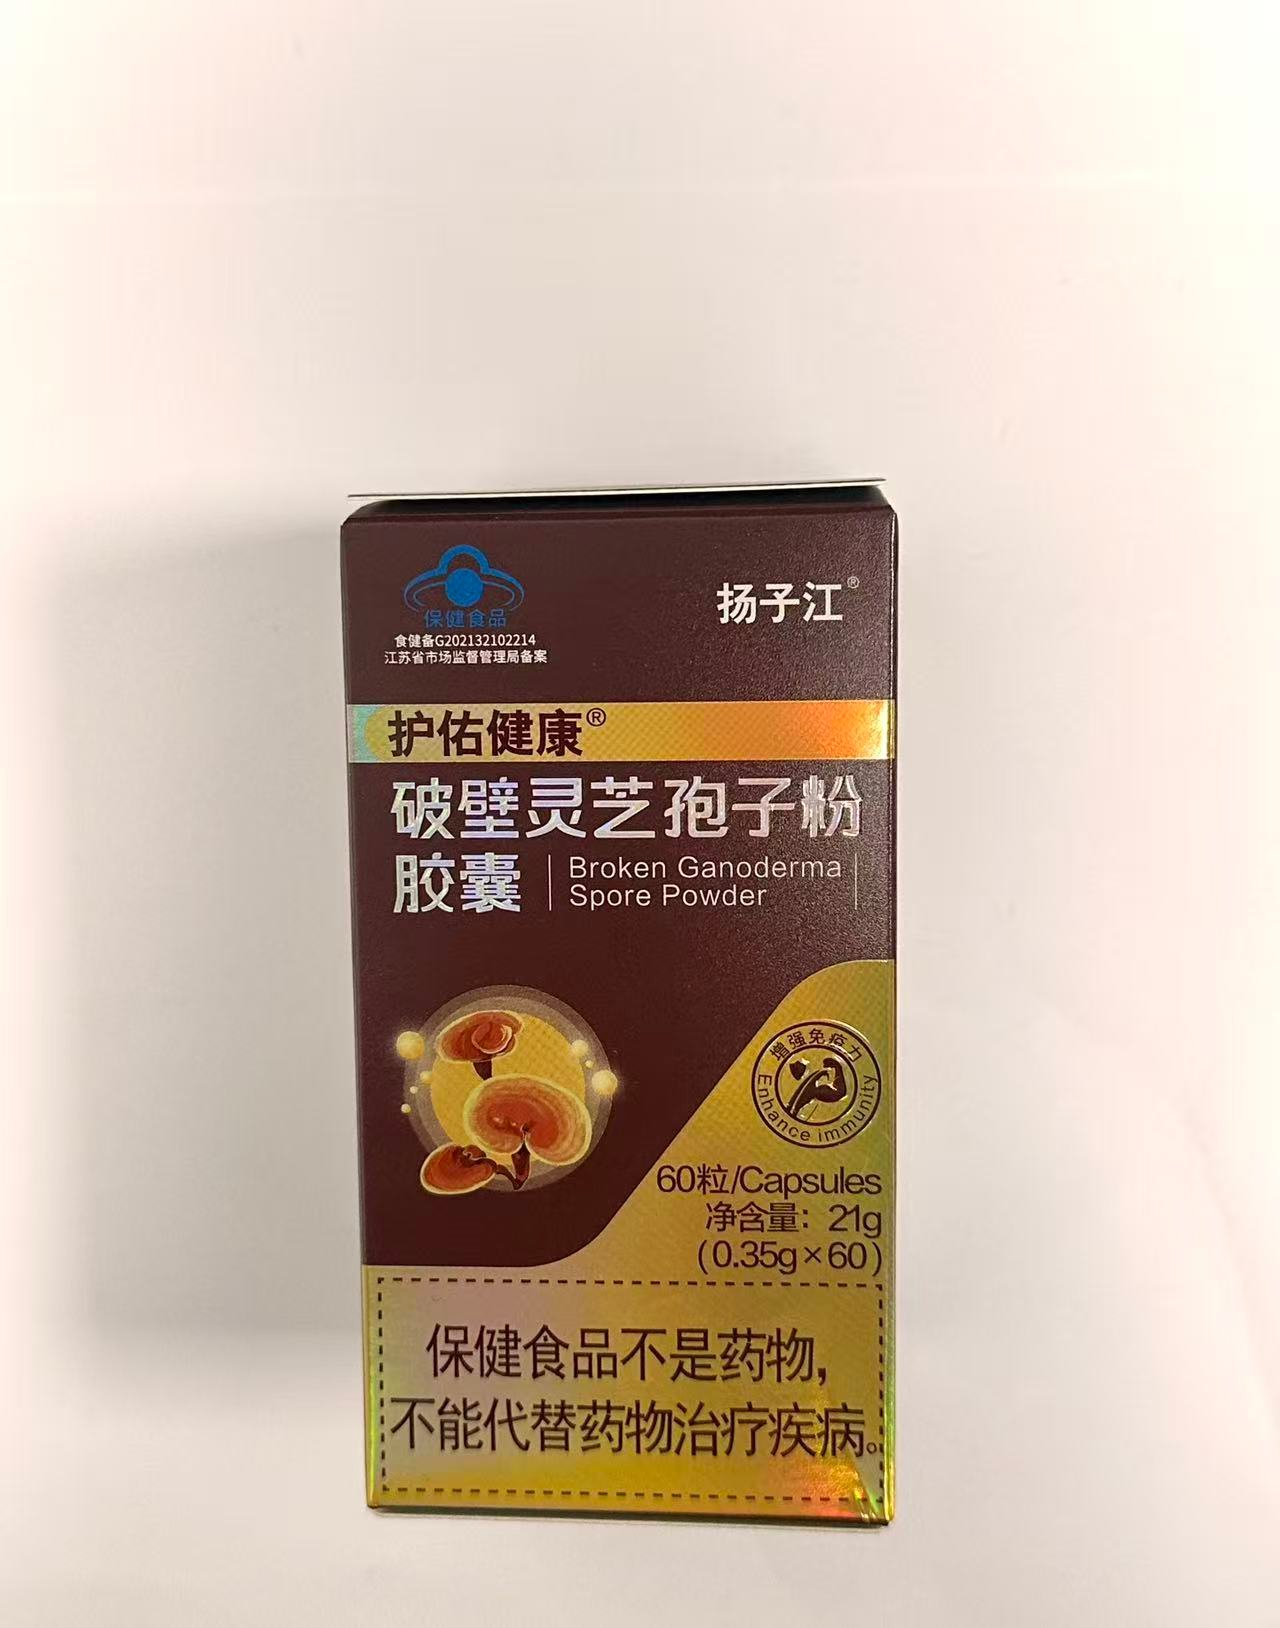 保健食品
食健备G202132102214
江苏省市场监督管理局备案
扬子江®
护佑健康®
破壁灵芝孢子粉
胶囊
Broken Ganoderma
Spore Powder
增强免疫力
Enhance immunity
60粒/Capsules
净含量：21g
(0.35g×60)
保健食品不是药物，
不能代替药物治疗疾病。